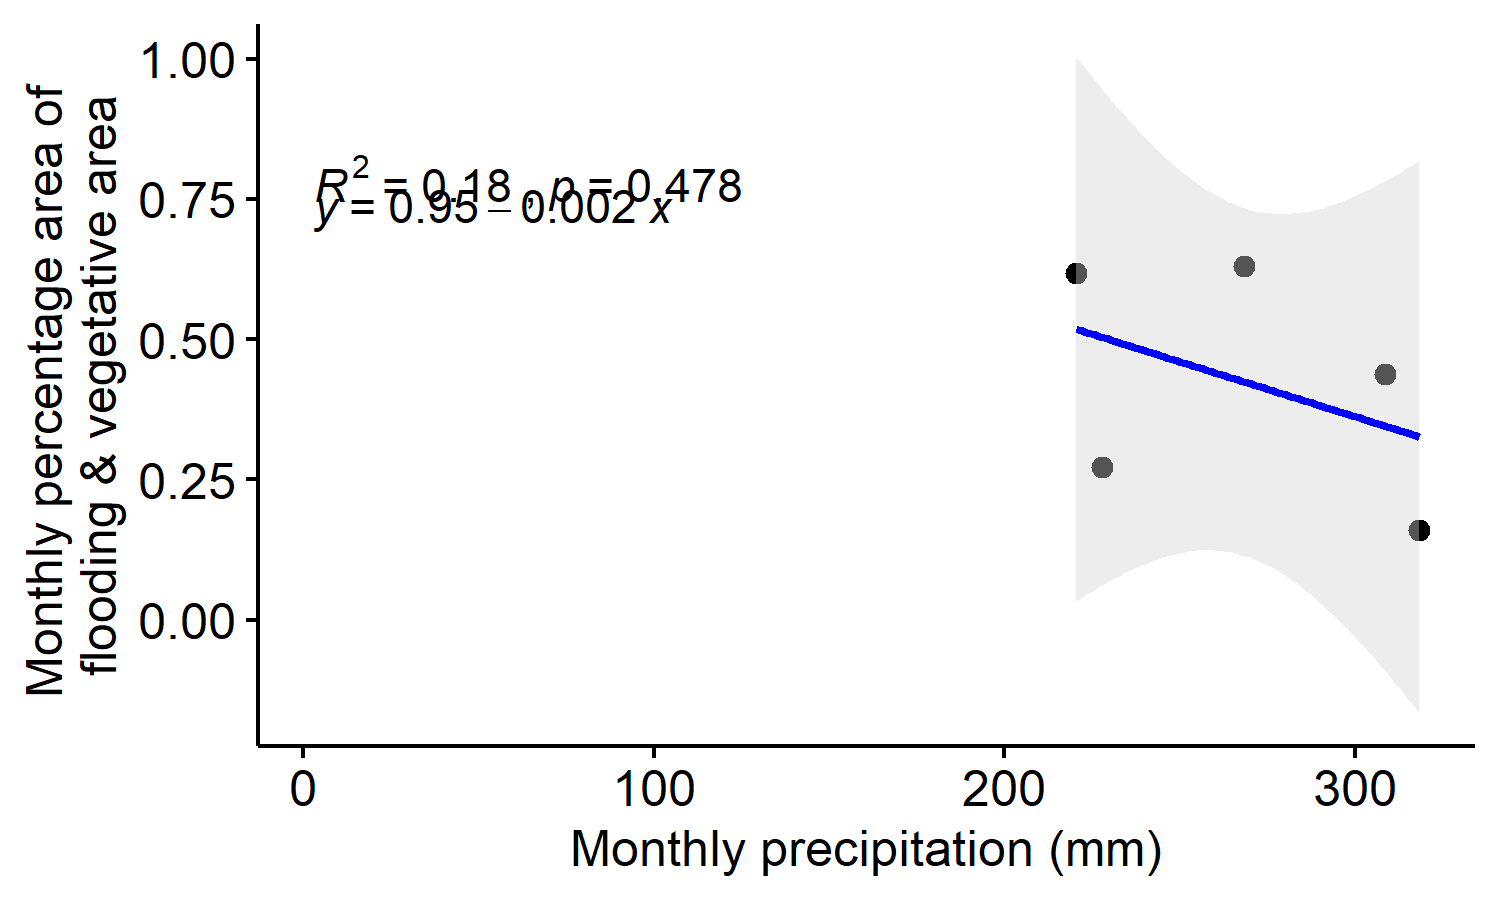 Monthly percentage area of
flooding & vegetative area
1.00
0.75
0.50
0.25
0.00
R² = 0.18 , p = 0.478
y = 0.95 – 0.002 x
0 100 200 300
Monthly precipitation (mm)